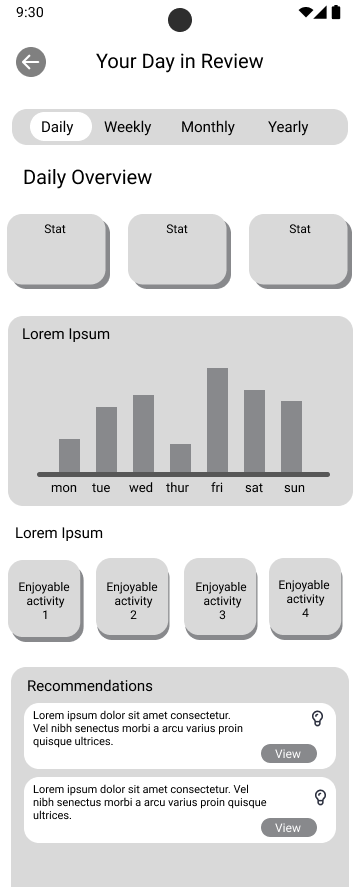 9:30
Your Day in Review
Daily Weekly Monthly Yearly
Daily Overview
Stat Stat Stat
Lorem Ipsum
mon tue wed thur fri sat sun
Lorem Ipsum
Enjoyable
activity
1
Enjoyable
activity
2
Enjoyable
activity
3
Enjoyable
activity
4
Recommendations
Lorem ipsum dolor sit amet consectetur.
Vel nibh senectus morbi a arcu varius proin
quisque ultrices.
View
Lorem ipsum dolor sit amet consectetur. Vel
nibh senectus morbi a arcu varius proin quisque
ultrices.
View